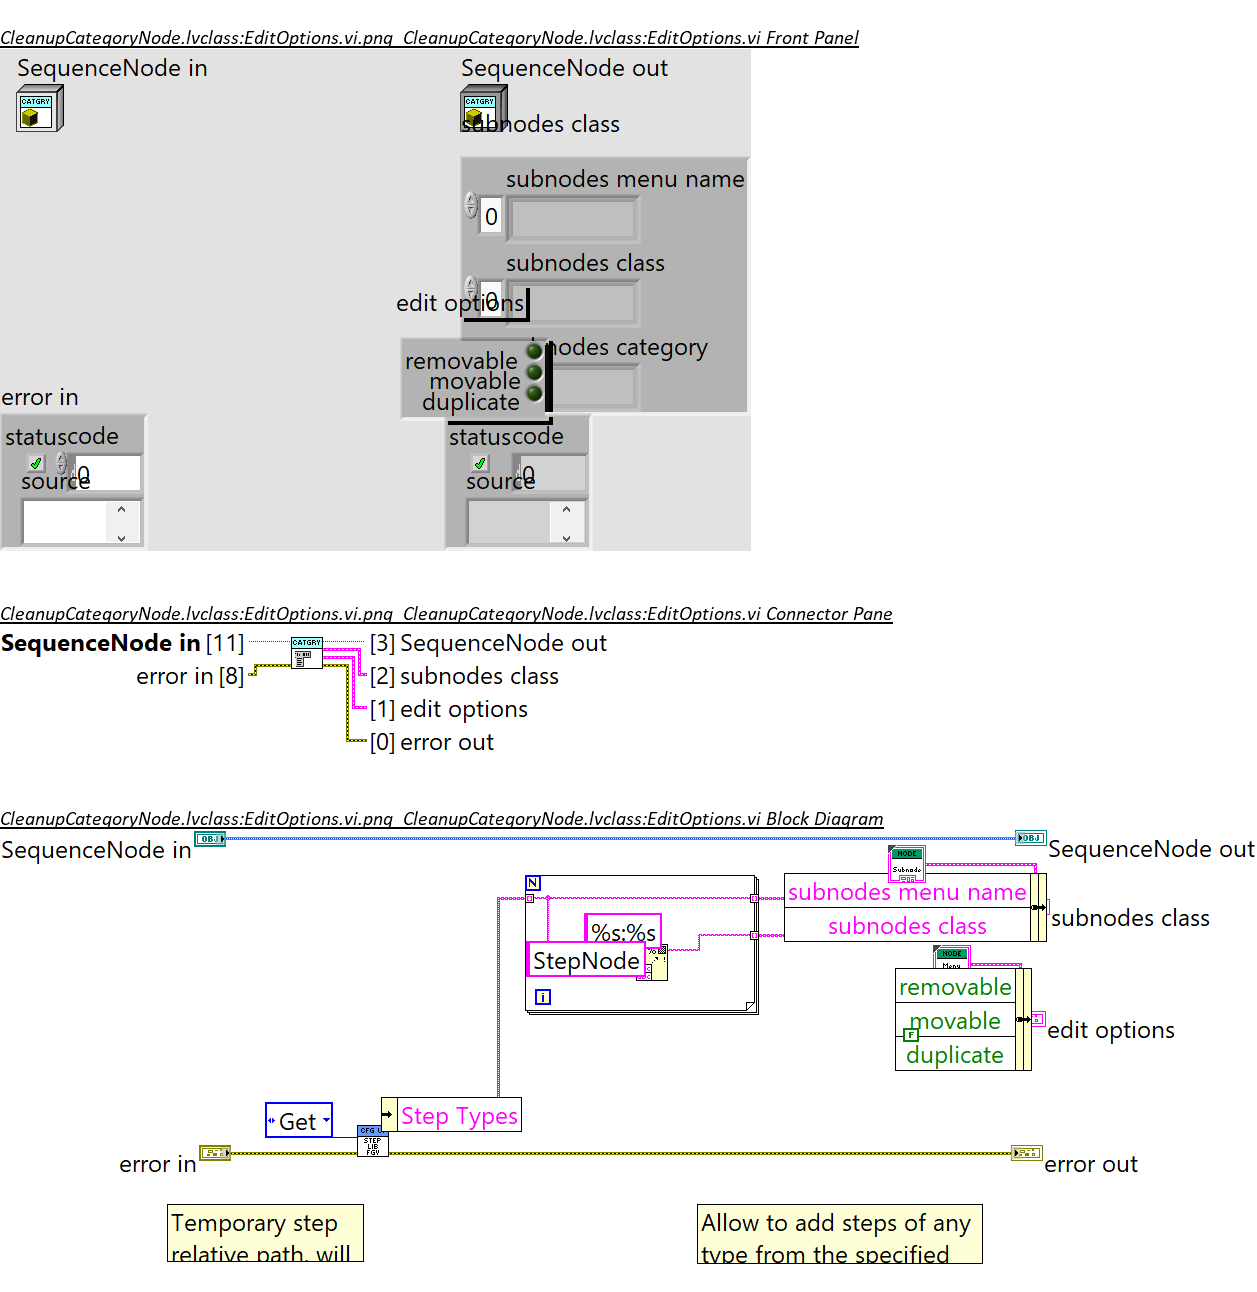 CleanupCategoryNode.lvclass:EditOptions.vi.png CleanupCategoryNode.lvclass:EditOptions.vi Front Panel
SequenceNode in
SequenceNode out
CATGRY
CATGRY
subnodes class
subnodes menu name
0
subnodes class
0
edit options
nodes category
removable
movable
duplicate
error in
status code
0
source
status code
0
source
CleanupCategoryNode.lvclass:EditOptions.vi.png CleanupCategoryNode.lvclass:EditOptions.vi Connector Pane
SequenceNode in [11]
CATGRY
[3] SequenceNode out
error in [8]
[2] subnodes class
[1] edit options
[0] error out
CleanupCategoryNode.lvclass:EditOptions.vi.png CleanupCategoryNode.lvclass:EditOptions.vi Block Diagram
OBJ
OBJ
SequenceNode in
SequenceNode out
NODE
Subnode
N
subnodes menu name
subnodes class
subnodes class
%s:%s
StepNode
i
NODE
Menu
removable
movable
F
duplicate
edit options
Get
Step Types
CFG
STEP
LIB
FGV
error in
error out
Temporary step
relative path, will
Allow to add steps of any
type from the specified